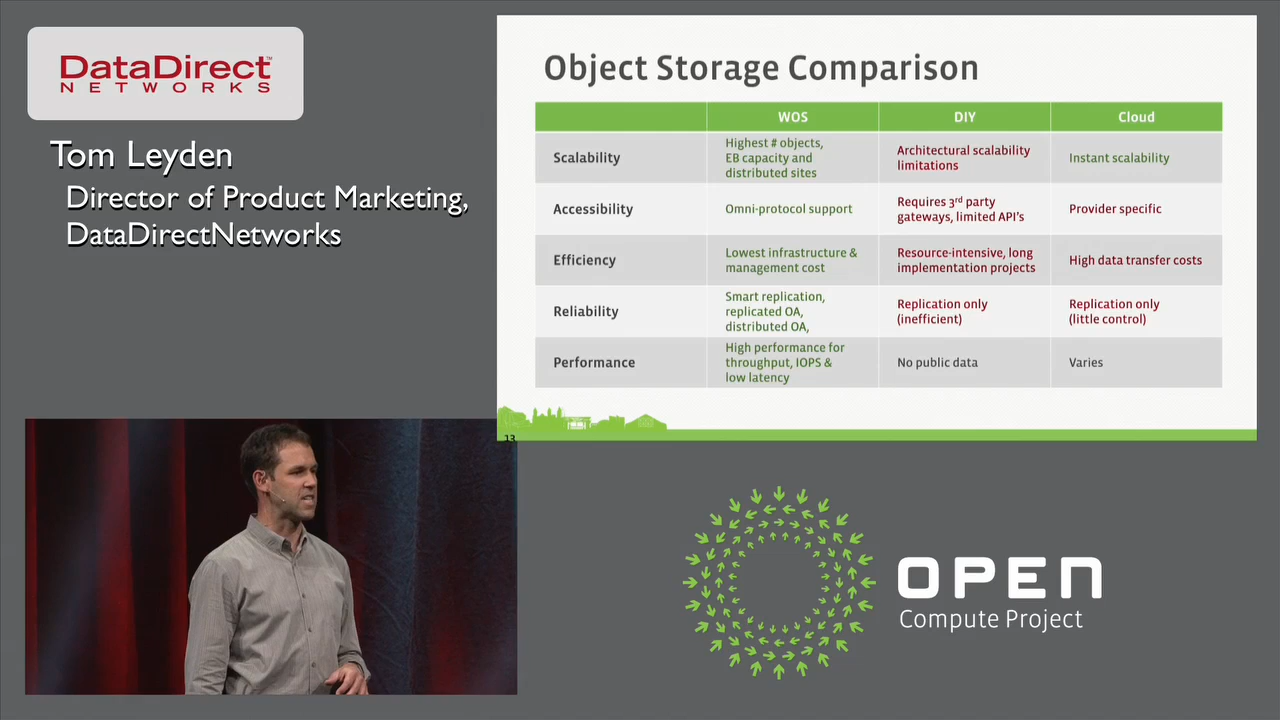 DataDirect™
NETWORKS
Tom Leyden
Director of Product Marketing,
DataDirectNetworks
Object Storage Comparison
WOS DIY Cloud
Scalability
Highest # objects,
EB capacity and
distributed sites
Architectural scalability
limitations
Instant scalability
Accessibility
Omni-protocol support
Requires 3rd party
gateways, limited API's
Provider specific
Efficiency
Lowest infrastructure &
management cost
Resource-intensive, long
implementation projects
High data transfer costs
Reliability
Smart replication,
replicated OA,
distributed OA,
Replication only
(inefficient)
Replication only
(little control)
Performance
High performance for
throughput, IOPS &
low latency
No public data
Varies
13
OPEN
Compute Project